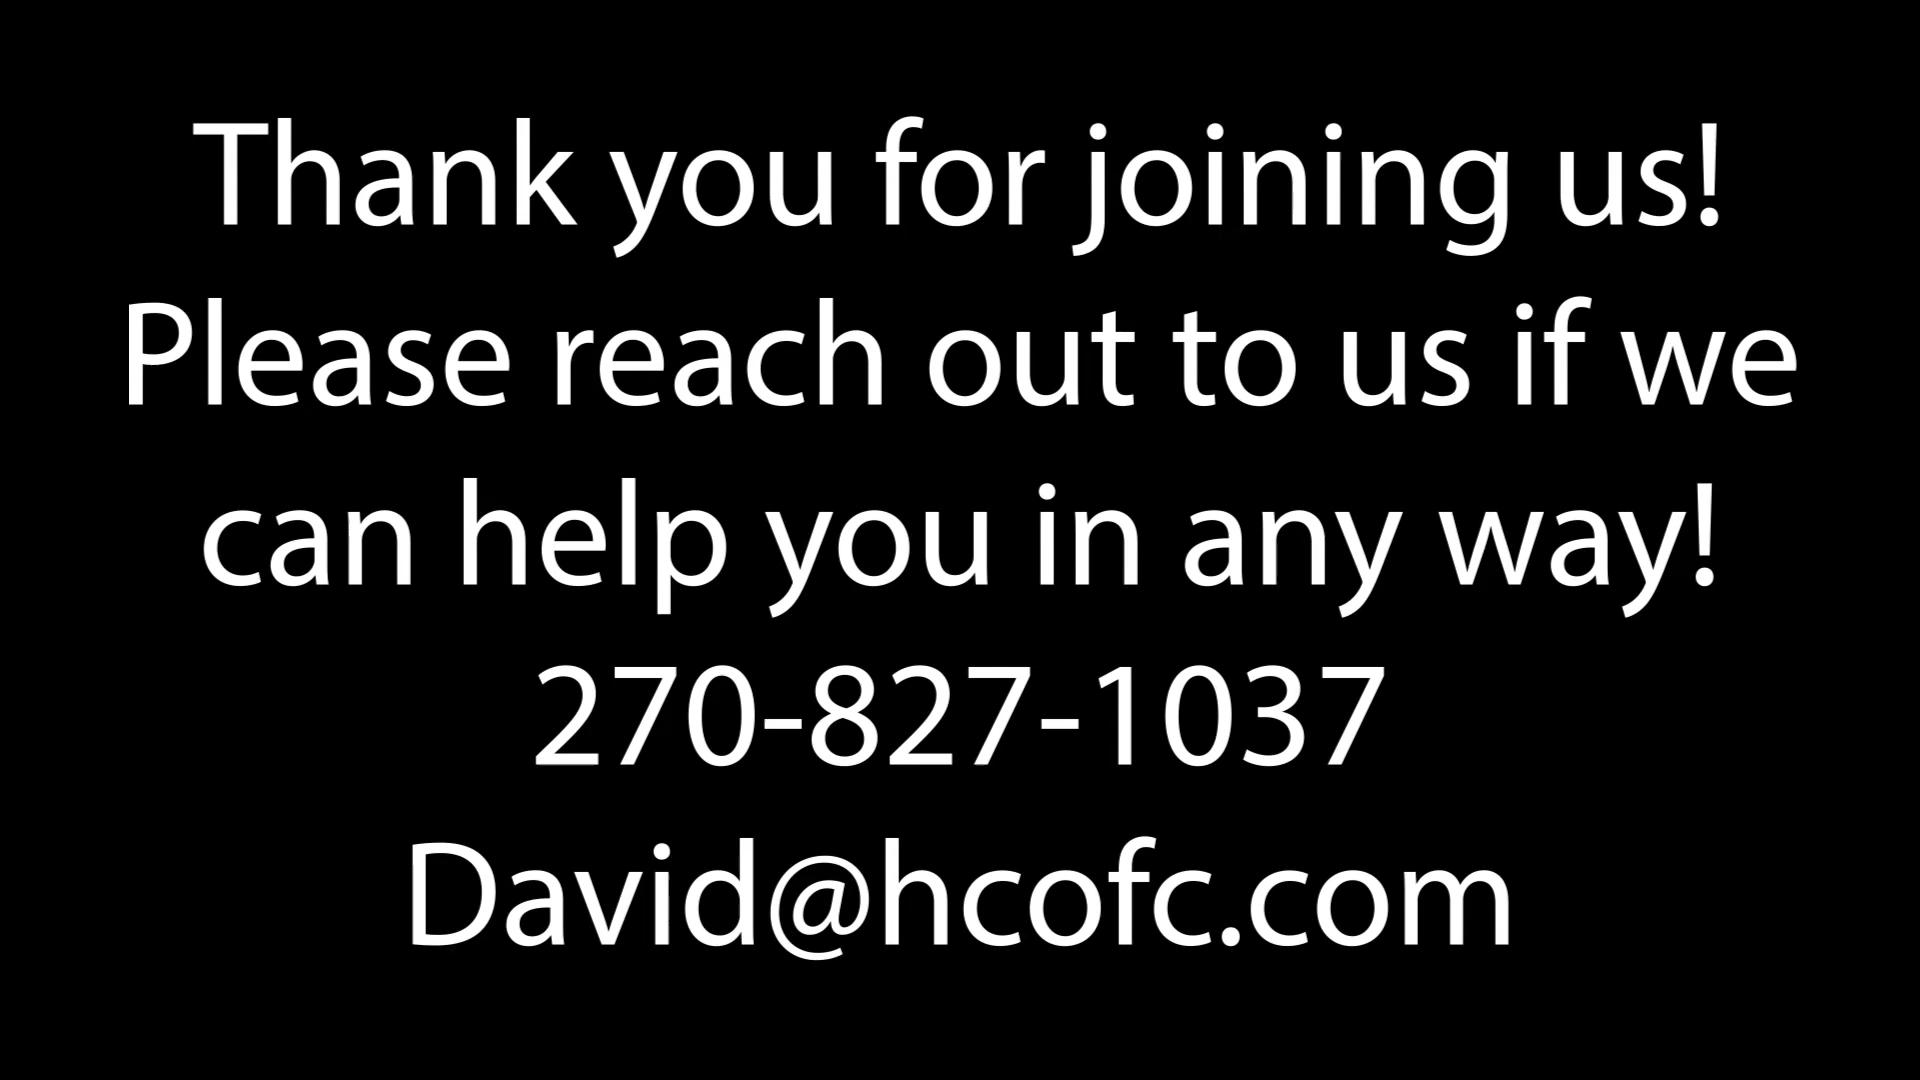 Thank you for joining us!
Please reach out to us if we
can help you in any way!
270-827-1037
David@hcofc.com